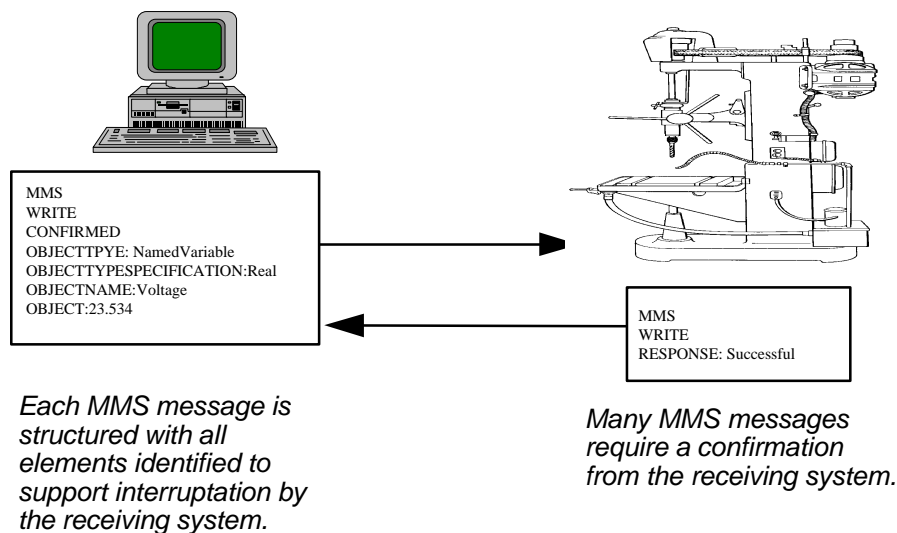 MMS
WRITE
CONFIRMED
OBJECTTPYE: NamedVariable
OBJECTTYPESPECIFICATION:Real
OBJECTNAME:Voltage
OBJECT:23.534
MMS
WRITE
RESPONSE: Successful
Each MMS message is
structured with all
elements identified to
support interruptation by
the receiving system.
Many MMS messages
require a confirmation
from the receiving system.